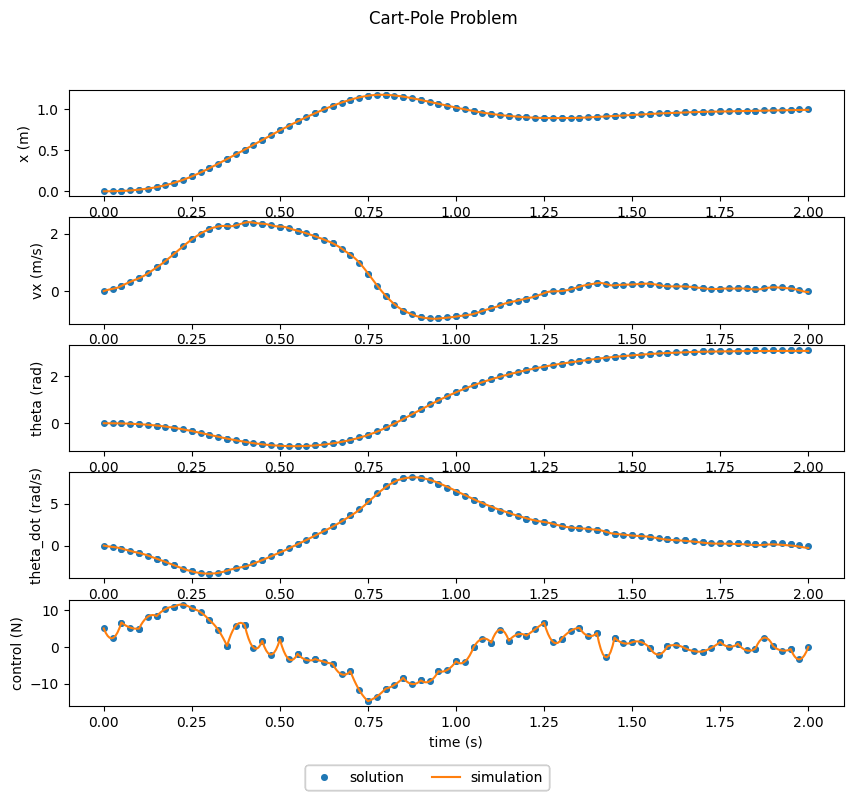 Cart-Pole Problem
x (m)
1.0
0.5
0.0
0.00 0.25 0.50 0.75 1.00 1.25 1.50 1.75 2.00
vx (m/s)
2
0
0.00 0.25 0.50 0.75 1.00 1.25 1.50 1.75 2.00
theta (rad)
2
0
0.00 0.25 0.50 0.75 1.00 1.25 1.50 1.75 2.00
theta_dot (rad/s)
5
0
0.00 0.25 0.50 0.75 1.00 1.25 1.50 1.75 2.00
control (N)
10
0
−10
0.00 0.25 0.50 0.75 1.00 1.25 1.50 1.75 2.00
time (s)
solution simulation